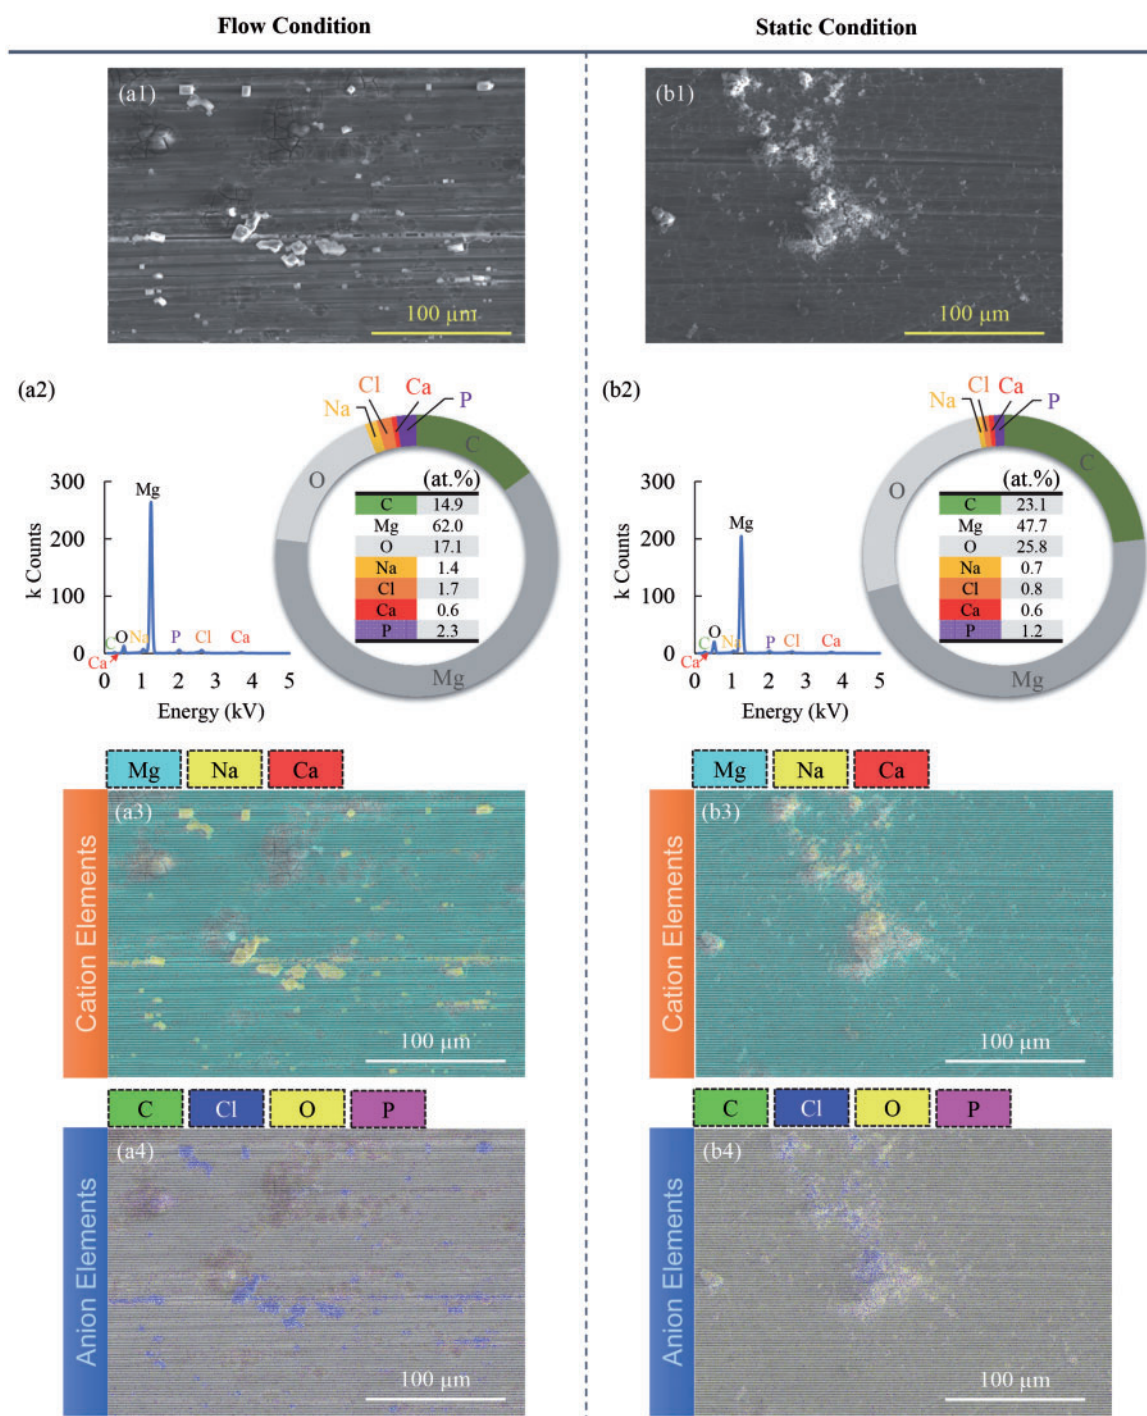 Flow Condition
Static Condition
(a1)
100 μm
(b1)
100 μm
(a2)
Na Cl Ca P
C
O
Mg
(at.%)
C 14.9
Mg 62.0
O 17.1
Na 1.4
Cl 1.7
Ca 0.6
P 2.3
k Counts
300
200
100
0
Mg
C O Na P Cl Ca
Ca
0 1 2 3 4 5
Energy (kV)
(b2)
Na Cl Ca P
C
O
Mg
(at.%)
C 23.1
Mg 47.7
O 25.8
Na 0.7
Cl 0.8
Ca 0.6
P 1.2
k Counts
300
200
100
0
Mg
C O Na P Cl Ca
Ca
0 1 2 3 4 5
Energy (kV)
Mg Na Ca
Cation Elements
(a3)
100 μm
Mg Na Ca
Cation Elements
(b3)
100 μm
C Cl O P
Anion Elements
(a4)
100 μm
C Cl O P
Anion Elements
(b4)
100 μm